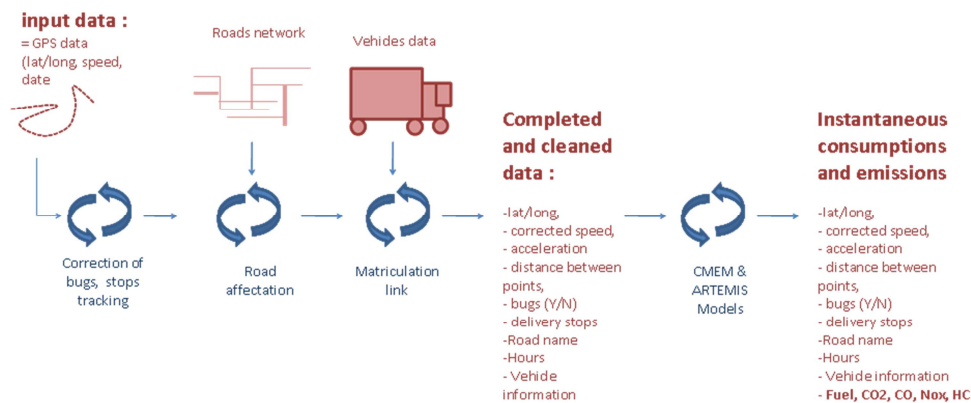 input data :
= GPS data
(lat/long, speed,
date
Roads network
Vehides data
Correction of
bugs, stops
tracking
Road
affectation
Matriculation
link
Completed
and cleaned
data :
-lat/long,
- corrected speed,
- acceleration
- distance between
points,
- bugs (Y/N)
- delivery stops
-Road name
-Hours
- Vehide
information
CMEM &
ARTEMIS
Models
Instantaneous
consumptions
and emissions
-lat/long,
- corrected speed,
- acceleration
- distance between
points,
- bugs (Y/N)
- delivery stops
-Road name
-Hours
- Vehide information
- Fuel, CO2, CO, Nox, HC